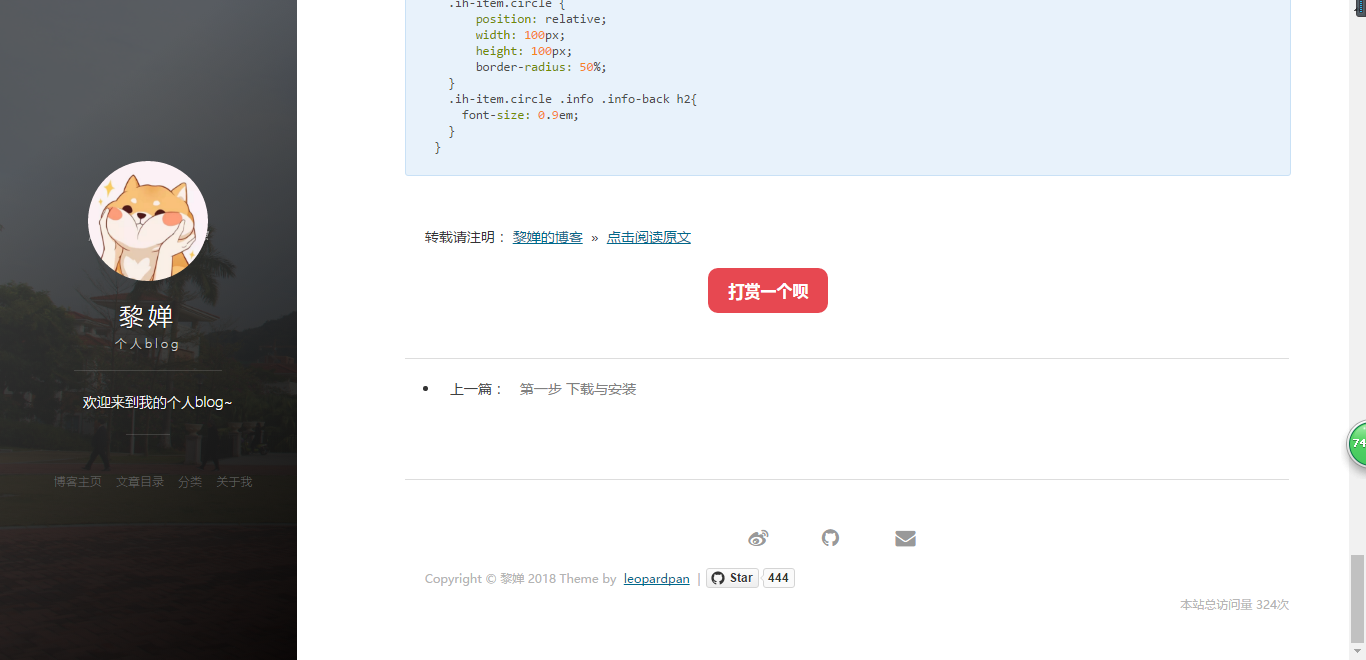 黎婵
个人blog
欢迎来到我的个人blog~
博客主页 文章目录 分类 关于我
.ih-item.circle {
position: relative;
width: 100px;
height: 100px;
border-radius: 50%;
}
.ih-item.circle .info .info-back h2{
font-size: 0.9em;
}
}
转载请注明： 黎婵的博客 » 点击阅读原文
打赏一个呗
上一篇： 第一步 下载与安装
Copyright © 黎婵 2018 Theme by leopardpan | Star 444
本站总访问量 324次
74